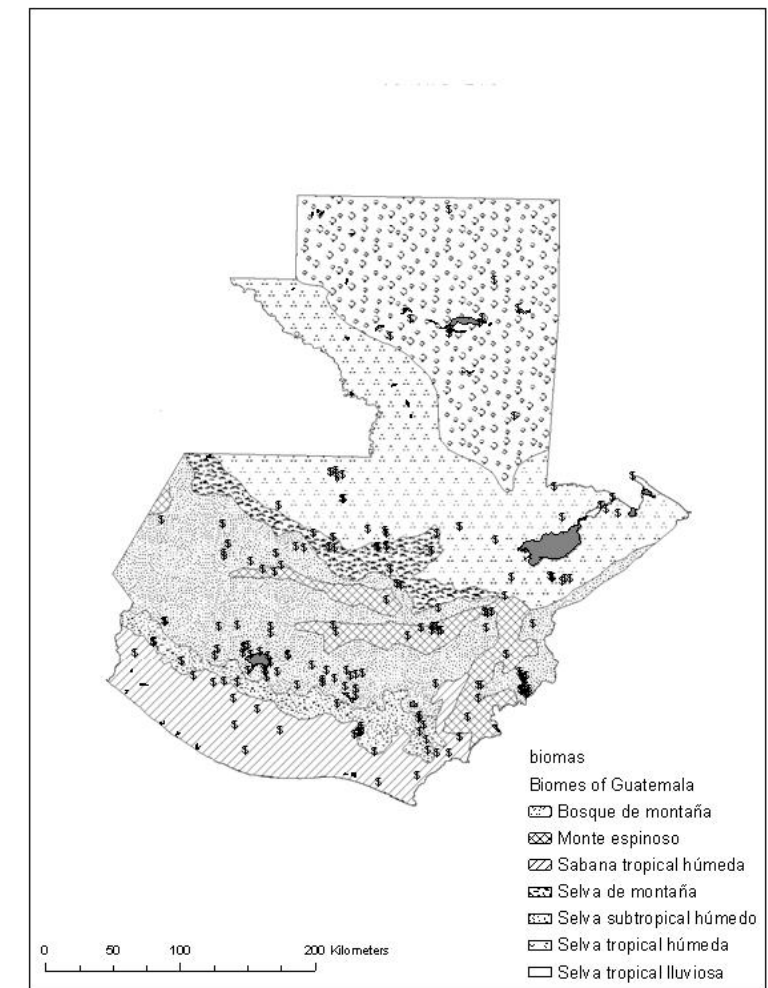 biomas
Biomes of Guatemala
Bosque de montaña
Monte espinoso
Sabana tropical húmeda
Selva de montaña
Selva subtropical húmedo
Selva tropical húmeda
Selva tropical lluviosa
0 50 100 200 Kilometers